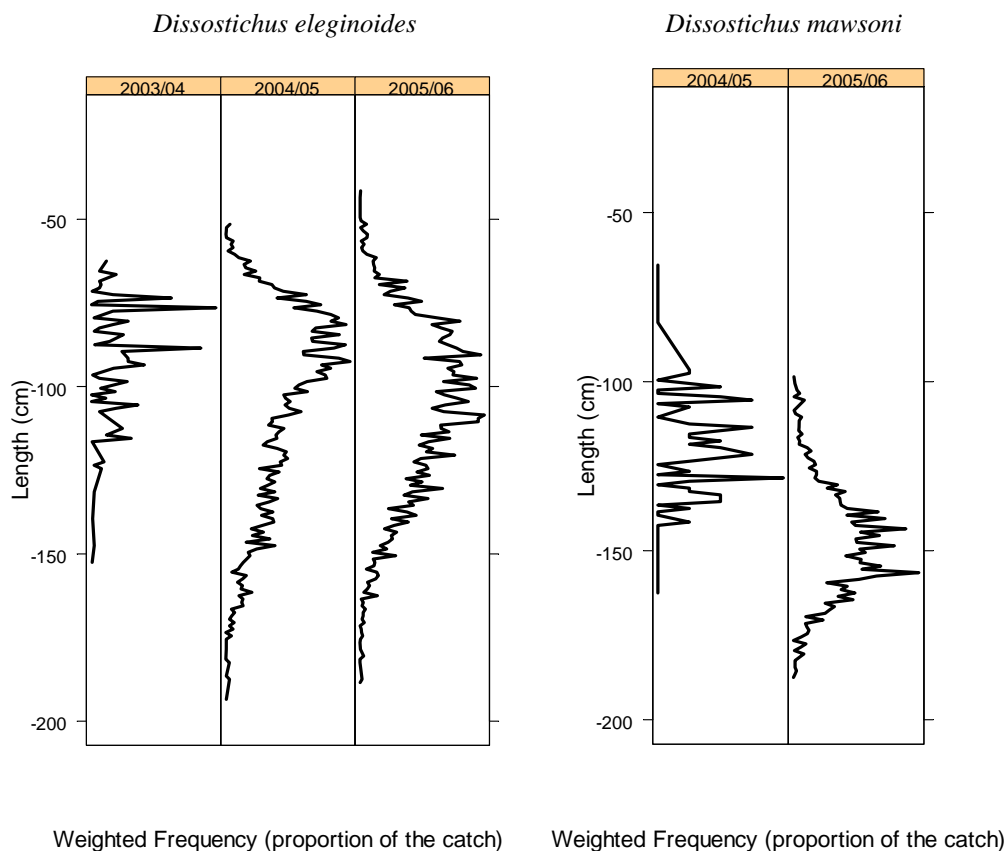 Dissostichus eleginoides
2003/04 2004/05 2005/06
-50
-100
-150
-200
Length (cm)
Weighted Frequency (proportion of the catch)
Dissostichus mawsoni
2004/05 2005/06
-50
-100
-150
-200
Length (cm)
Weighted Frequency (proportion of the catch)